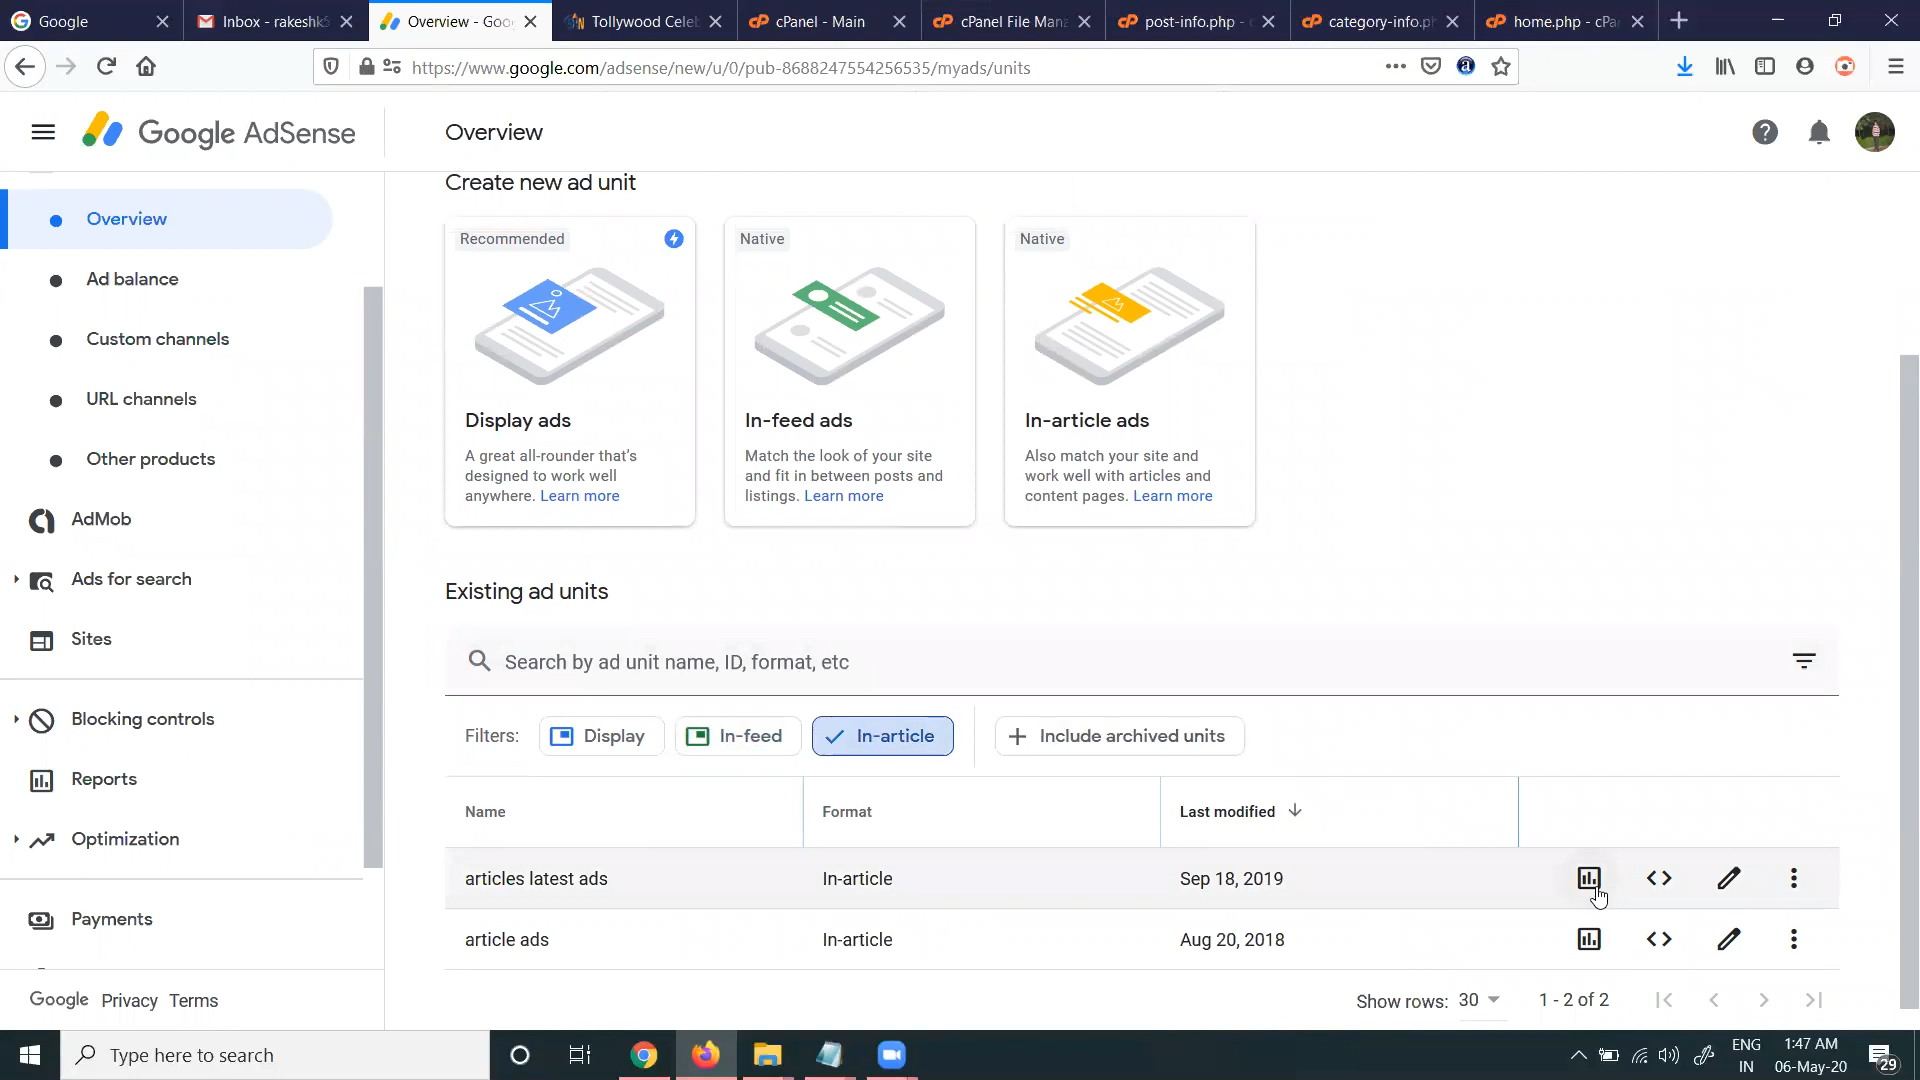 Google
Inbox - rakeshk
Overview - Goo
Tollywood Cele
cPanel - Main
cPanel File Man
post-info.php - c
category-info.p
home.php - cPa
https://www.google.com/adsense/new/u/0/pub-8688247554256535/myads/units
Google AdSense
Overview
Overview
Ad balance
Custom channels
URL channels
Other products
AdMob
Ads for search
Sites
Blocking controls
Reports
Optimization
Payments
Google Privacy Terms
Create new ad unit
Recommended
Display ads
A great all-rounder that's
designed to work well
anywhere. Learn more
Native
In-feed ads
Match the look of your site
and fit in between posts and
listings. Learn more
Native
In-article ads
Also match your site and
work well with articles and
content pages. Learn more
Existing ad units
Search by ad unit name, ID, format, etc
Filters: Display In-feed In-article Include archived units
Name Format Last modified
articles latest ads In-article Sep 18, 2019
article ads In-article Aug 20, 2018
Show rows: 30 1 - 2 of 2
Type here to search
ENG
IN
1:47 AM
06-May-20
29